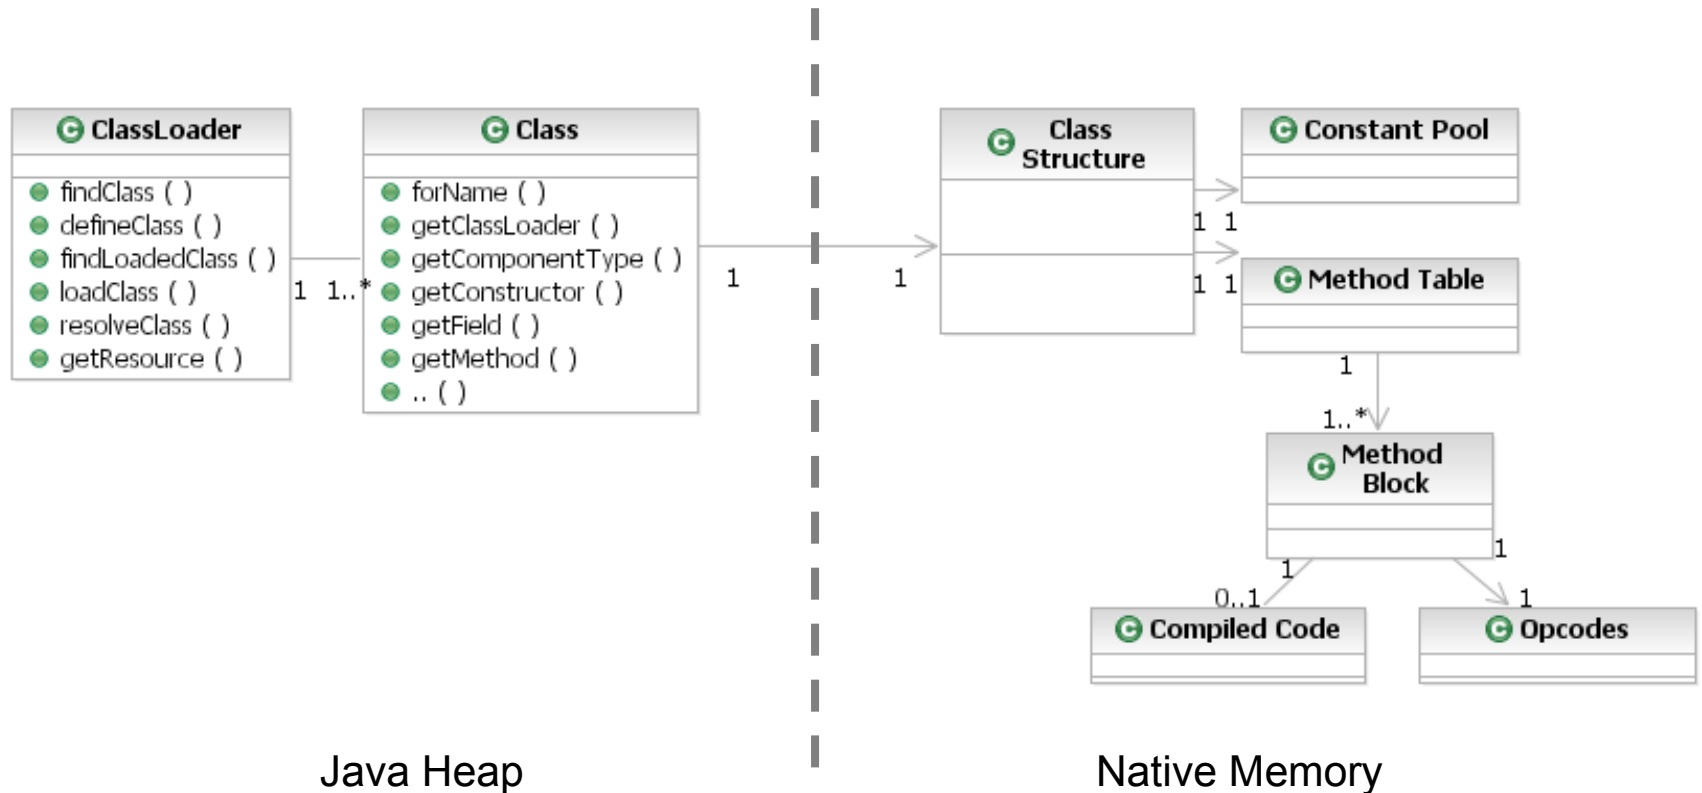 ClassLoader
findClass ( )
defineClass ( )
findLoadedClass ( )
loadClass ( )
resolveClass ( )
getResource ( )
1 1..*
Class
forName ( )
getClassLoader ( )
getComponentType ( )
getConstructor ( )
getField ( )
getMethod ( )
.. ( )
1 1
Class
Structure
1 1
Constant Pool
1 1
Method Table
1
1..*
Method
Block
1
0..1
1
1
Compiled Code
Opcodes
Java Heap
Native Memory